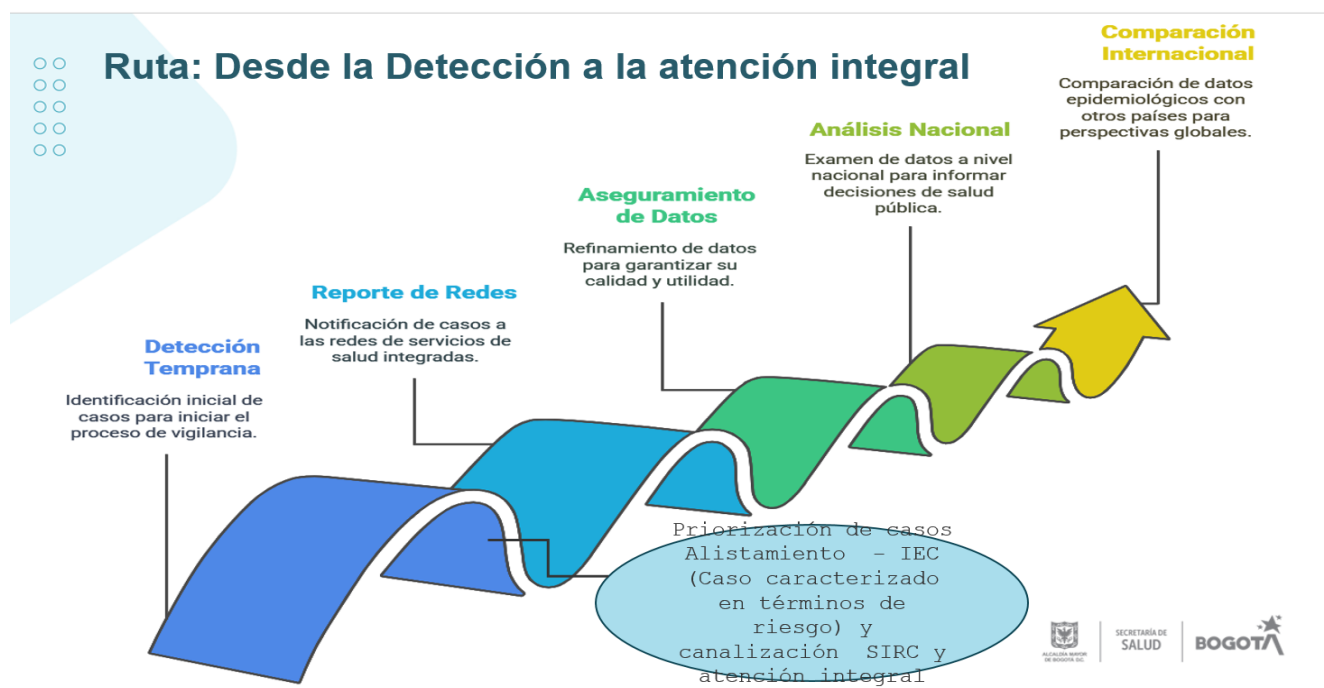 Ruta: Desde la Detección a la atención integral
Comparación
Internacional
Comparación de datos
epidemiológicos con
otros países para
perspectivas globales.
Análisis Nacional
Examen de datos a nivel
nacional para informar
decisiones de salud
pública.
Aseguramiento
de Datos
Refinamiento de datos
para garantizar su
calidad y utilidad.
Reporte de Redes
Notificación de casos a
las redes de servicios de
salud integradas.
Detección
Temprana
Identificación inicial de
casos para iniciar el
proceso de vigilancia.
Priorización de casos
Alistamiento – IEC
(Caso caracterizado
en términos de
riesgo) y
canalización SIRC y
atención integral
ALCALDÍA MAYOR
DE BOGOTÁ D.C.
SECRETARÍA DE
SALUD
BOGOTÁ